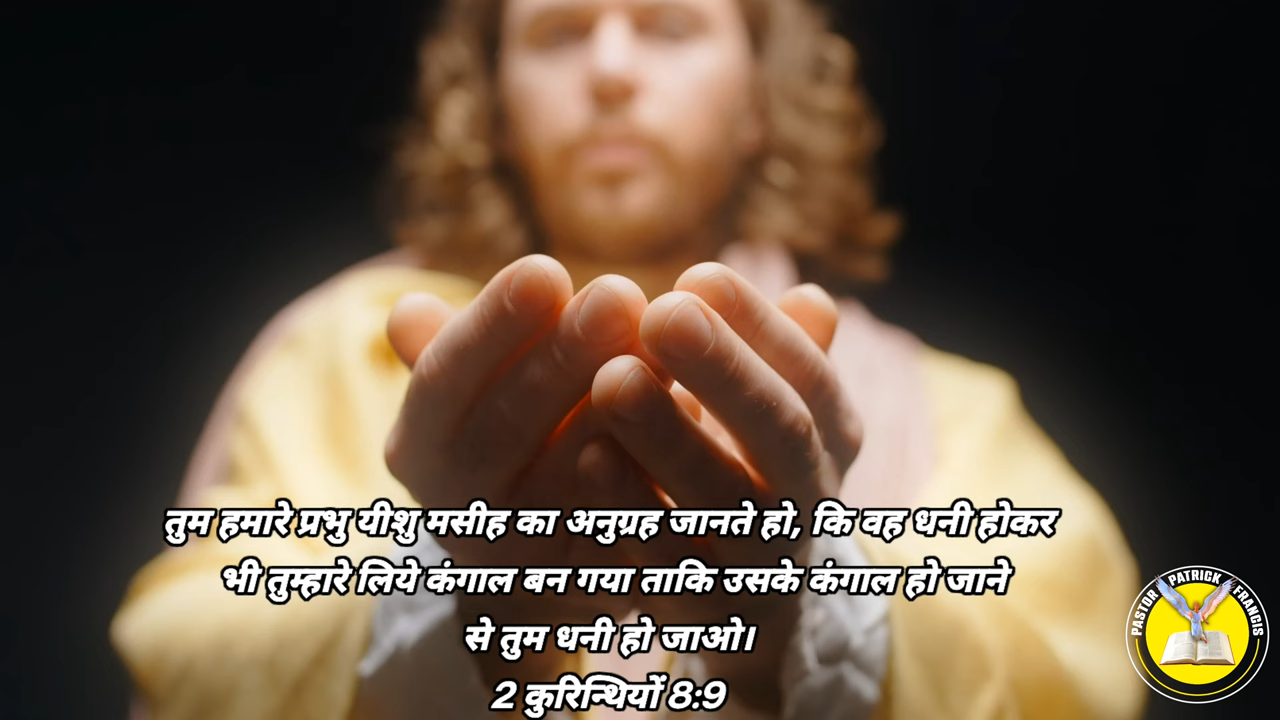 तुम हमारे प्रभु यीशु मसीह का अनुग्रह जानते हो, कि वह धनी होकर
भी तुम्हारे लिये कंगाल बन गया ताकि उसके कंगाल हो जाने
से तुम धनी हो जाओ।
2 कुरिन्थियों 8:9
PASTOR PATRICK FRANCIS